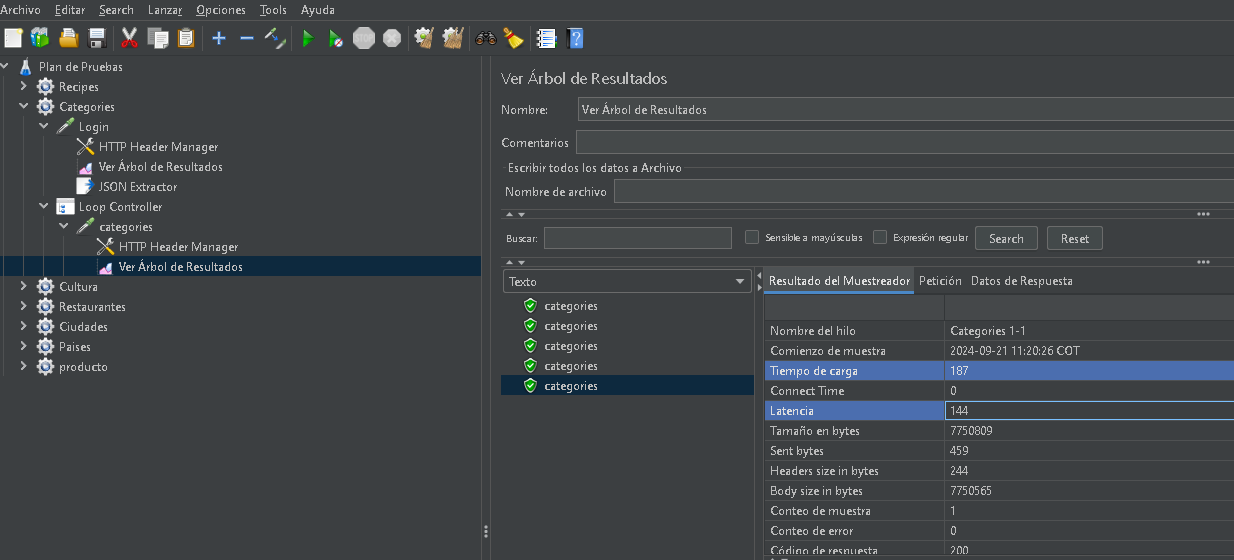 Archivo Editar Search Lanzar Opciones Tools Ayuda
Plan de Pruebas
Recipes
Categories
Login
HTTP Header Manager
Ver Árbol de Resultados
JSON Extractor
Loop Controller
categories
HTTP Header Manager
Ver Árbol de Resultados
Cultura
Restaurantes
Ciudades
Paises
producto
Ver Árbol de Resultados
Nombre: Ver Árbol de Resultados
Comentarios
Escribir todos los datos a Archivo
Nombre de archivo
Buscar: Sensible a mayúsculas Expresión regular Search Reset
Texto
categories
categories
categories
categories
categories
Resultado del Muestreador Petición Datos de Respuesta
Nombre del hilo Categories 1-1
Comienzo de muestra 2024-09-21 11:20:26 COT
Tiempo de carga 187
Connect Time 0
Latencia 144
Tamaño en bytes 7750809
Sent bytes 459
Headers size in bytes 244
Body size in bytes 7750565
Conteo de muestra 1
Conteo de error 0
Código de respuesta 200